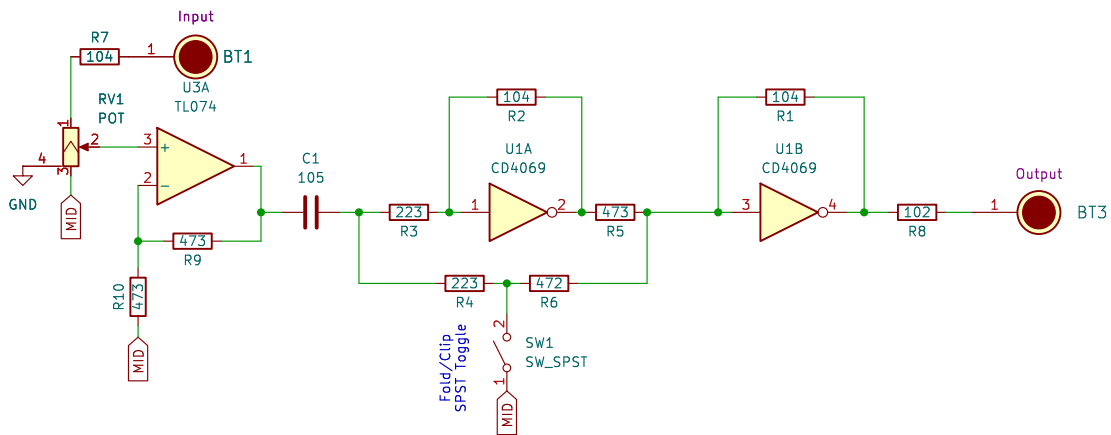 Input
R7
104
1
BT1
U3A
TL074
RV1
POT
1
2
3
4
GND
MID
3
+
2
−
1
473
R9
R10
473
MID
C1
105
223
R3
104
R2
U1A
CD4069
1
2
473
R5
223
R4
472
R6
Fold/Clip
SPST Toggle
2
1
SW1
SW_SPST
MID
104
R1
U1B
CD4069
3
4
102
R8
Output
1
BT3